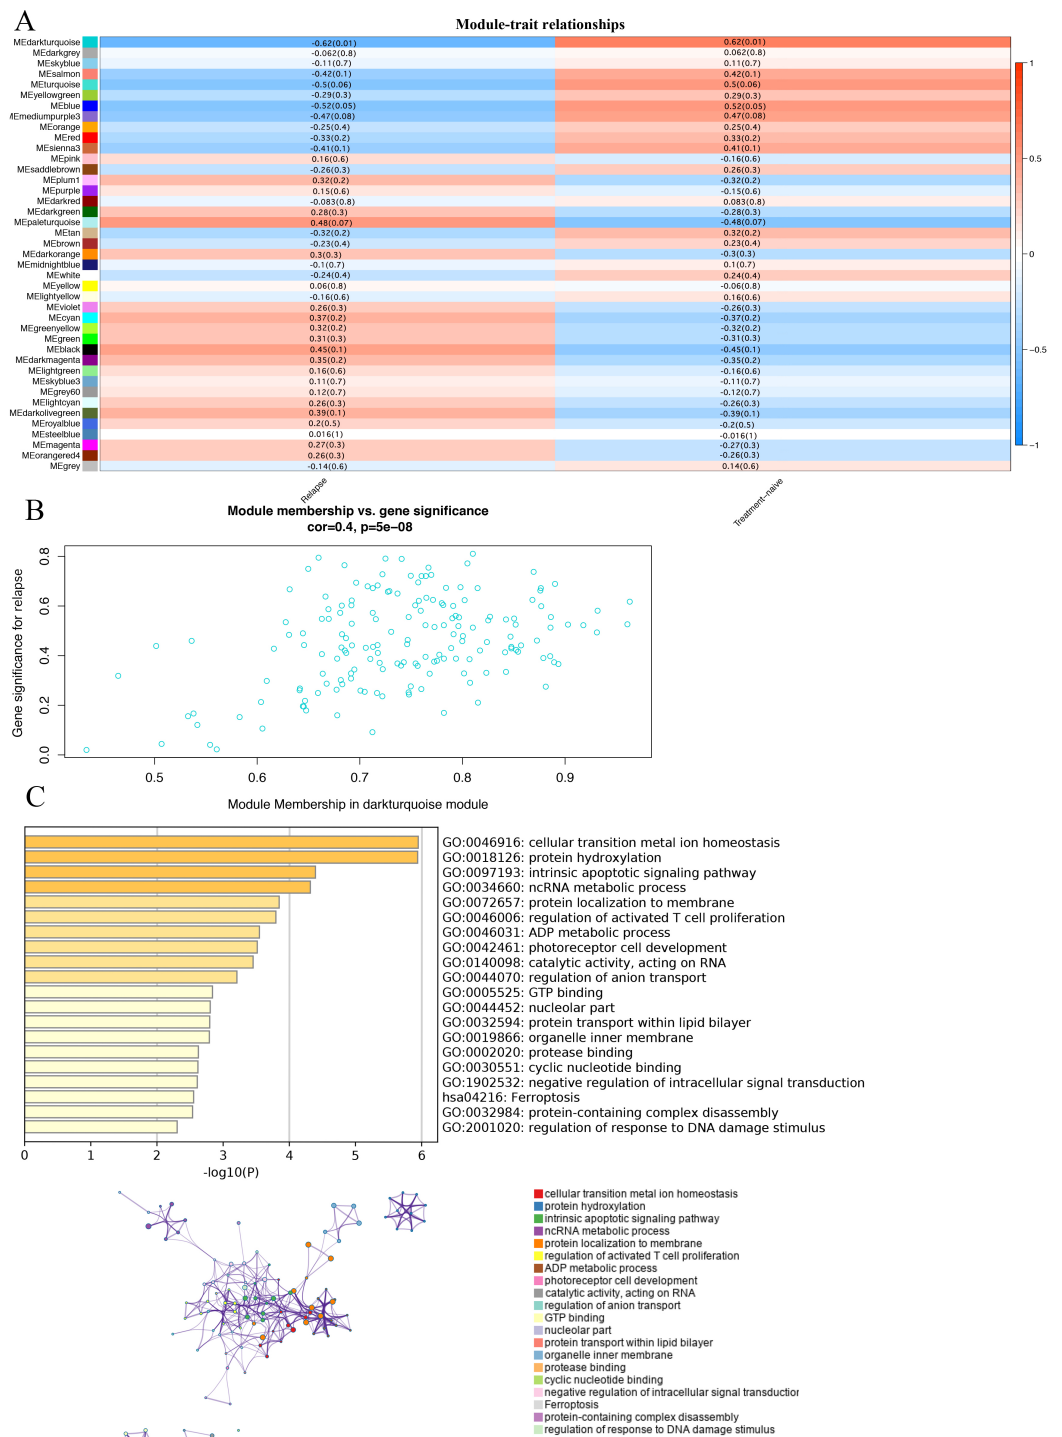 A
Module-trait relationships
MEdarkturquoise -0.62(0.01) 0.62(0.01)
MEdarkgrey -0.062(0.8) 0.062(0.8)
MEskyblue -0.11(0.7) 0.11(0.7)
MEsalmon -0.42(0.1) 0.42(0.1)
MEturquoise -0.5(0.06) 0.5(0.06)
MEyellowgreen -0.29(0.3) 0.29(0.3)
MEblue -0.52(0.05) 0.52(0.05)
MEmediumpurple3 -0.47(0.08) 0.47(0.08)
MEorange -0.25(0.4) 0.25(0.4)
MEred -0.33(0.2) 0.33(0.2)
MEsienna3 -0.41(0.1) 0.41(0.1)
MEpink 0.16(0.6) -0.16(0.6)
MEsaddlebrown -0.26(0.3) 0.26(0.3)
MEplum1 0.32(0.2) -0.32(0.2)
MEpurple 0.15(0.6) -0.15(0.6)
MEdarkred -0.083(0.8) 0.083(0.8)
MEdarkgreen 0.28(0.3) -0.28(0.3)
MEpaleturquoise 0.48(0.07) -0.48(0.07)
MEtan -0.32(0.2) 0.32(0.2)
MEbrown -0.23(0.4) 0.23(0.4)
MEdarkorange 0.3(0.3) -0.3(0.3)
MEmidnightblue -0.1(0.7) 0.1(0.7)
MEwhite -0.24(0.4) 0.24(0.4)
MEyellow 0.06(0.8) -0.06(0.8)
MElightyellow -0.16(0.6) 0.16(0.6)
MEviolet 0.26(0.3) -0.26(0.3)
MEcyan 0.37(0.2) -0.37(0.2)
MEgreenyellow 0.32(0.2) -0.32(0.2)
MEgreen 0.31(0.3) -0.31(0.3)
MEblack 0.45(0.1) -0.45(0.1)
MEdarkmagenta 0.35(0.2) -0.35(0.2)
MElightgreen 0.16(0.6) -0.16(0.6)
MEskyblue3 0.11(0.7) -0.11(0.7)
MEgrey60 0.12(0.7) -0.12(0.7)
MElightcyan 0.26(0.3) -0.26(0.3)
MEdarkolivegreen 0.39(0.1) -0.39(0.1)
MEroyalblue 0.2(0.5) -0.2(0.5)
MEsteelblue 0.016(1) -0.016(1)
MEmagenta 0.27(0.3) -0.27(0.3)
MEorangered4 0.26(0.3) -0.26(0.3)
MEgrey -0.14(0.6) 0.14(0.6)
1
0.5
0
−0.5
−1
Relapse
Treatment−naive
B
Module membership vs. gene significance
cor=0.4, p=5e−08
Gene significance for relapse
0.8
0.6
0.4
0.2
0.0
0.5 0.6 0.7 0.8 0.9
Module Membership in darkturquoise module
C
GO:0046916: cellular transition metal ion homeostasis
GO:0018126: protein hydroxylation
GO:0097193: intrinsic apoptotic signaling pathway
GO:0034660: ncRNA metabolic process
GO:0072657: protein localization to membrane
GO:0046006: regulation of activated T cell proliferation
GO:0046031: ADP metabolic process
GO:0042461: photoreceptor cell development
GO:0140098: catalytic activity, acting on RNA
GO:0044070: regulation of anion transport
GO:0005525: GTP binding
GO:0044452: nucleolar part
GO:0032594: protein transport within lipid bilayer
GO:0019866: organelle inner membrane
GO:0002020: protease binding
GO:0030551: cyclic nucleotide binding
GO:1902532: negative regulation of intracellular signal transduction
hsa04216: Ferroptosis
GO:0032984: protein-containing complex disassembly
GO:2001020: regulation of response to DNA damage stimulus
0 1 2 3 4 5 6
-log10(P)
cellular transition metal ion homeostasis
protein hydroxylation
intrinsic apoptotic signaling pathway
ncRNA metabolic process
protein localization to membrane
regulation of activated T cell proliferation
ADP metabolic process
photoreceptor cell development
catalytic activity, acting on RNA
regulation of anion transport
GTP binding
nucleolar part
protein transport within lipid bilayer
organelle inner membrane
protease binding
cyclic nucleotide binding
negative regulation of intracellular signal transductior
Ferroptosis
protein-containing complex disassembly
regulation of response to DNA damage stimulus